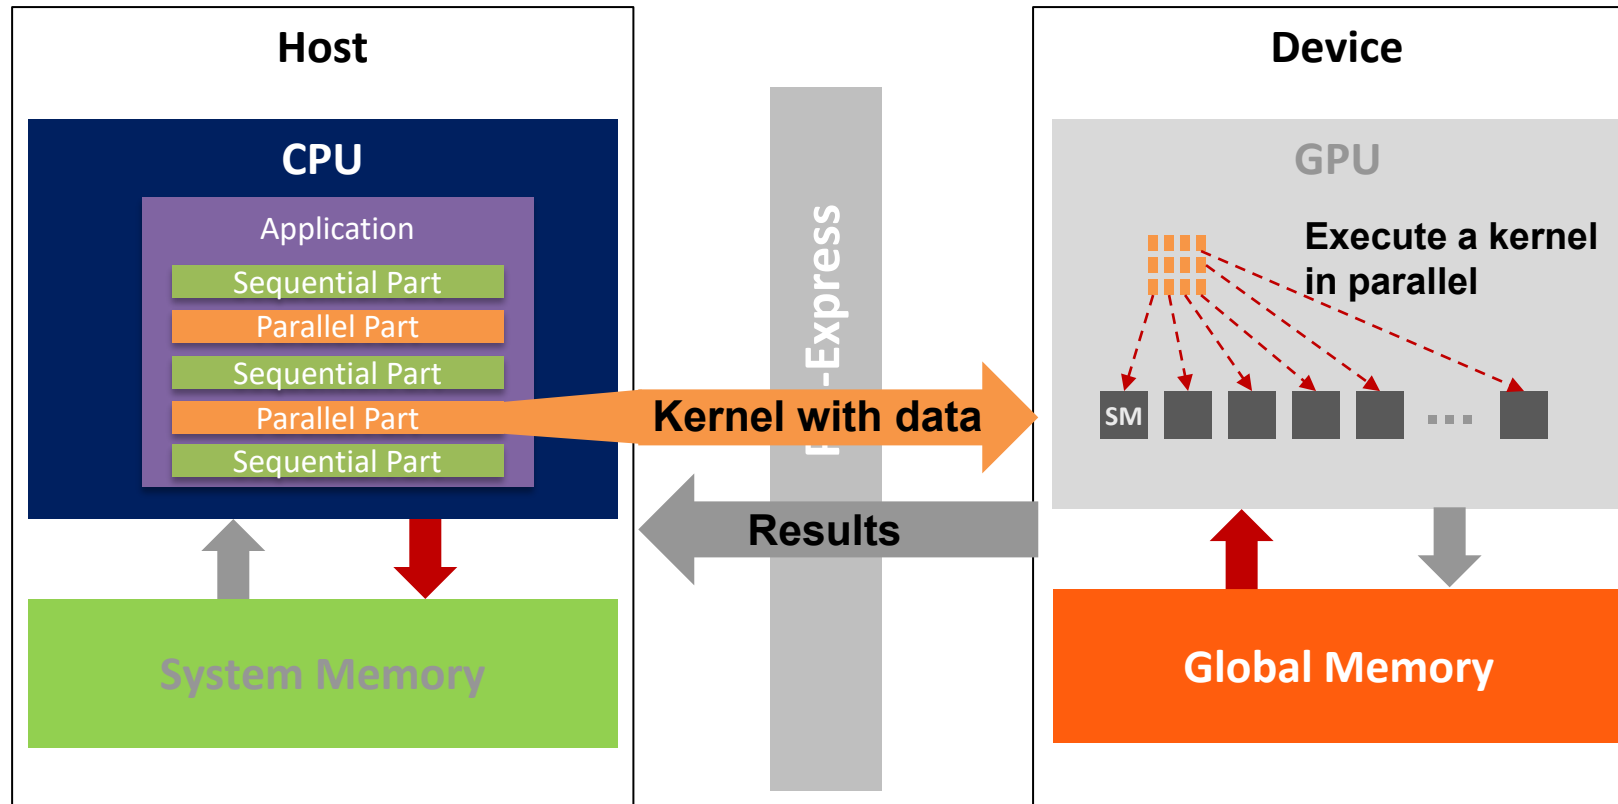 Host
CPU
Application
Sequential Part
Parallel Part
Sequential Part
Parallel Part
Sequential Part
System Memory
-Express
Kernel with data
Results
Device
GPU
Execute a kernel
in parallel
SM
Global Memory